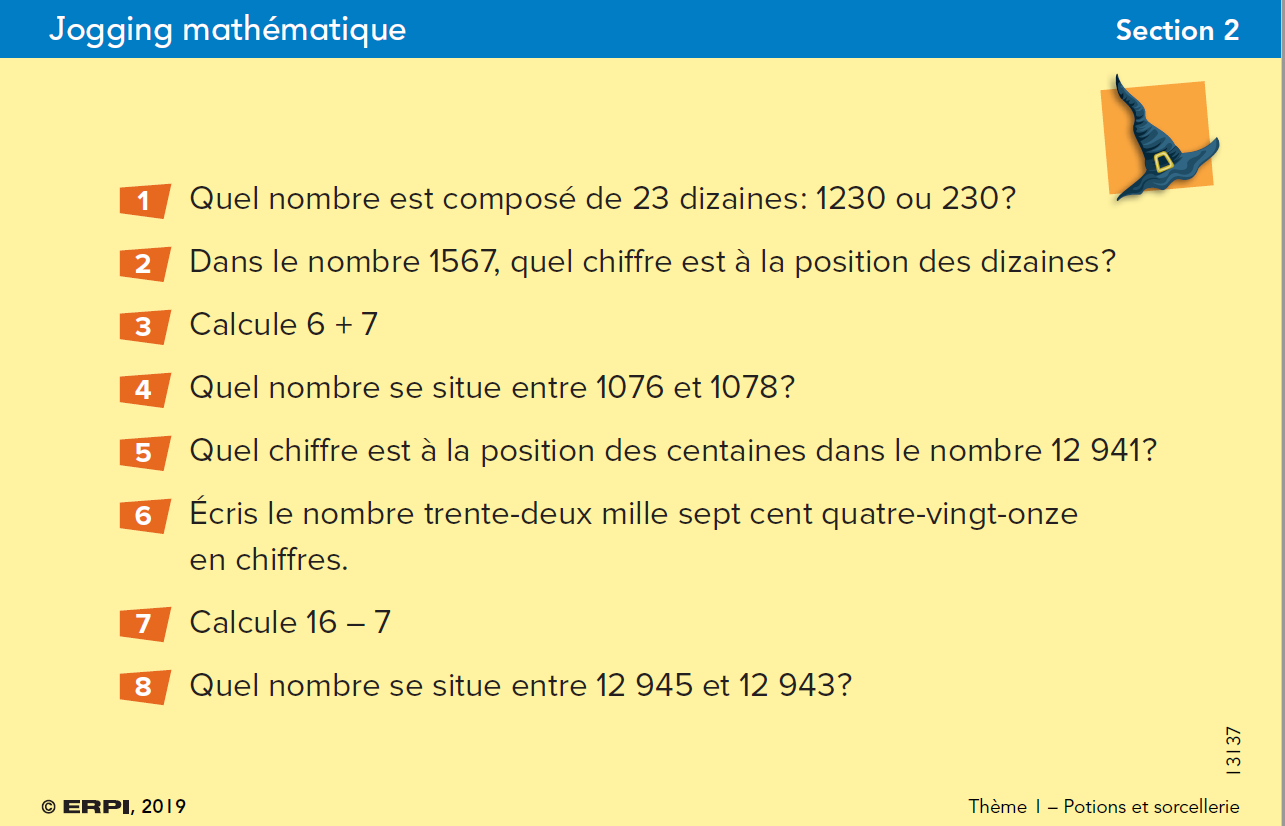 Jogging mathématique
Section 2
1 Quel nombre est composé de 23 dizaines: 1230 ou 230?
2 Dans le nombre 1567, quel chiffre est à la position des dizaines?
3 Calcule 6 + 7
4 Quel nombre se situe entre 1076 et 1078?
5 Quel chiffre est à la position des centaines dans le nombre 12 941?
6 Écris le nombre trente-deux mille sept cent quatre-vingt-onze
en chiffres.
7 Calcule 16 – 7
8 Quel nombre se situe entre 12 945 et 12 943?
13137
© ERPI, 2019
Thème 1 – Potions et sorcellerie